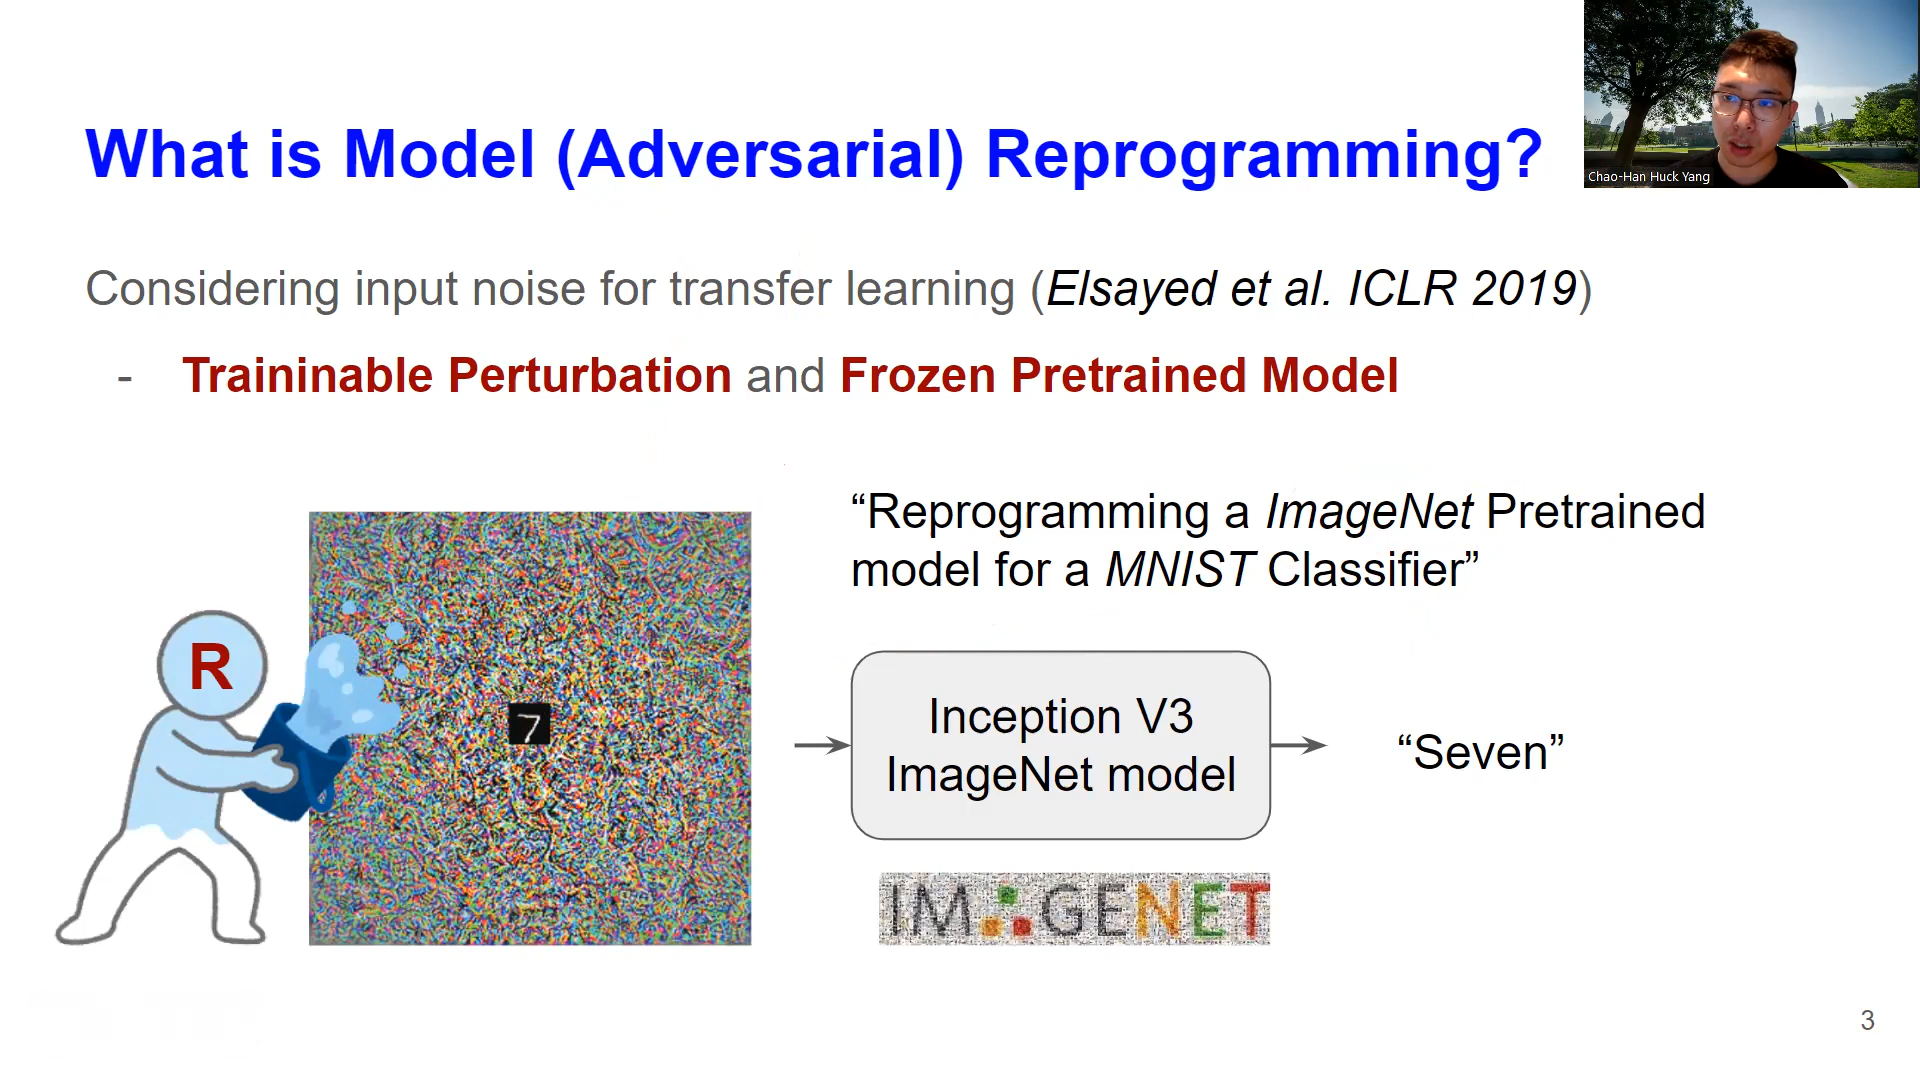 What is Model (Adversarial) Reprogramming?
Chao-Han Huck Yang
Considering input noise for transfer learning (Elsayed et al. ICLR 2019)
- Traininable Perturbation and Frozen Pretrained Model
“Reprogramming a ImageNet Pretrained
model for a MNIST Classifier”
R
7
Inception V3
ImageNet model
“Seven”
IMAGENET
3